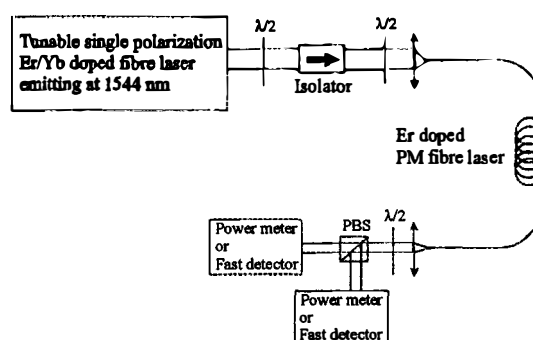 Tunable single polarization
Er/Yb doped fibre laser
emitting at 1544 nm
λ/2
Isolator
λ/2
Er doped
PM fibre laser
λ/2
PBS
Power meter
or
Fast detector
Power meter
or
Fast detector